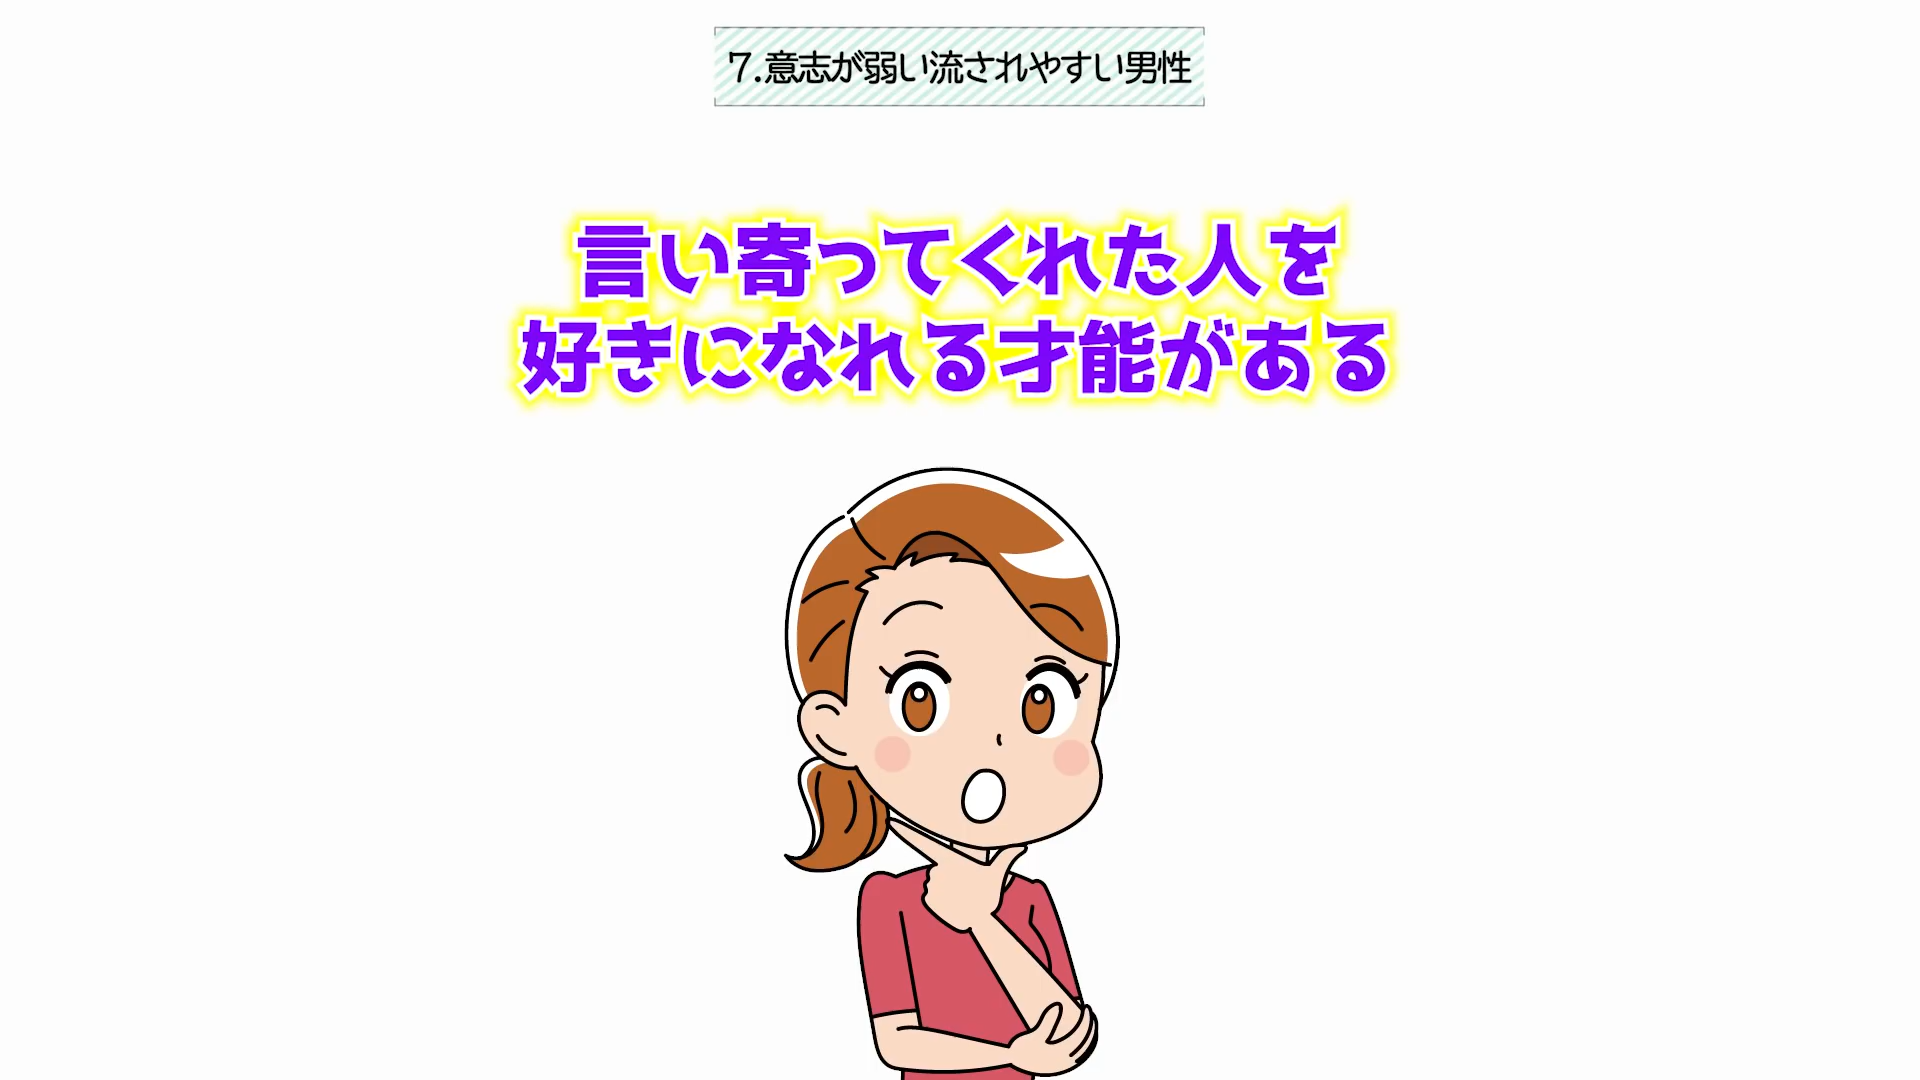 7.意志が弱い流されやすい男性
言い寄ってくれた人を
好きになれる才能がある